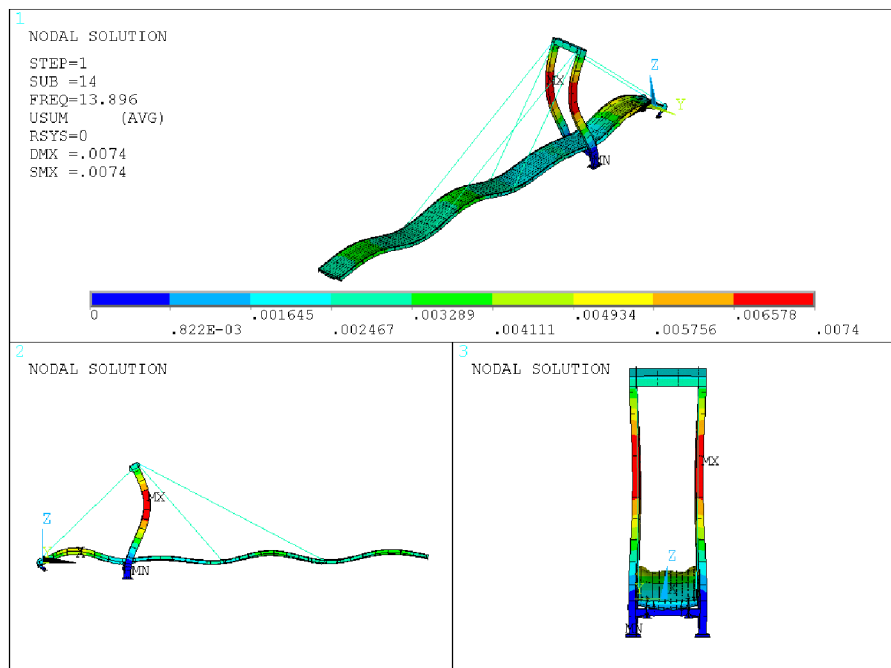 1
NODAL SOLUTION
STEP=1
SUB =14
FREQ=13.896
USUM (AVG)
RSYS=0
DMX =.0074
SMX =.0074
Z
Y
MX
MN
0 .001645 .003289 .004934 .006578
.822E-03 .002467 .004111 .005756 .0074
2
NODAL SOLUTION
MX
Z
X
MN
3
NODAL SOLUTION
MX
Z
MN